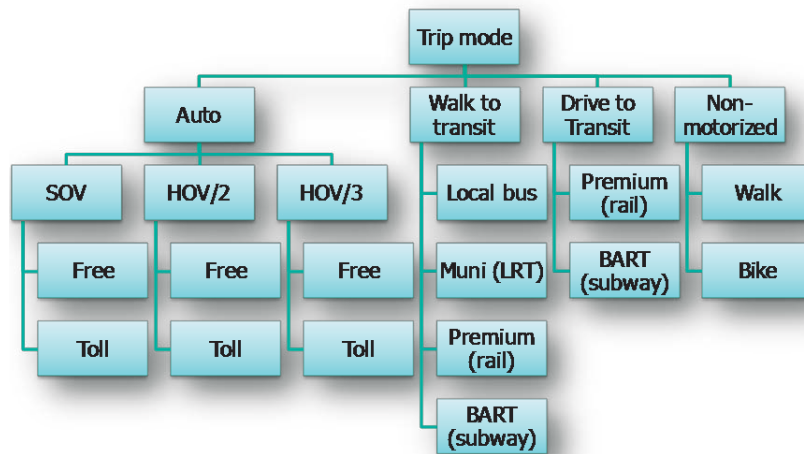 Trip mode
Auto
Walk to
transit
Drive to
Transit
Non-
motorized
SOV
HOV/2
HOV/3
Local bus
Premium
(rail)
Walk
Free
Free
Free
Muni (LRT)
BART
(subway)
Bike
Toll
Toll
Toll
Premium
(rail)
BART
(subway)